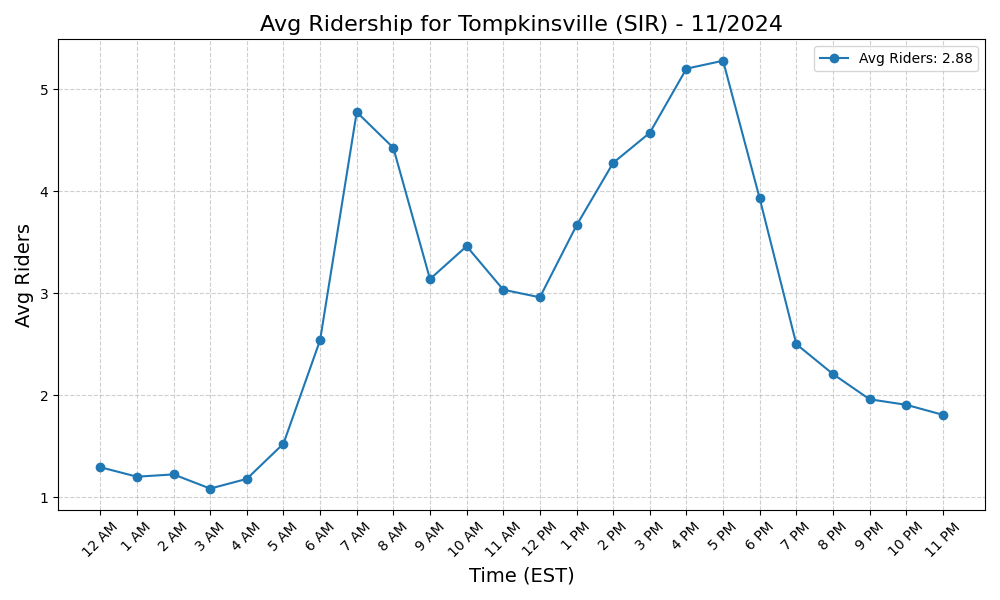 Avg Ridership for Tompkinsville (SIR) - 11/2024
Avg Riders: 2.88
Avg Riders
5
4
3
2
1
12 AM
1 AM
2 AM
3 AM
4 AM
5 AM
6 AM
7 AM
8 AM
9 AM
10 AM
11 AM
12 PM
1 PM
2 PM
3 PM
4 PM
5 PM
6 PM
7 PM
8 PM
9 PM
10 PM
11 PM
Time (EST)